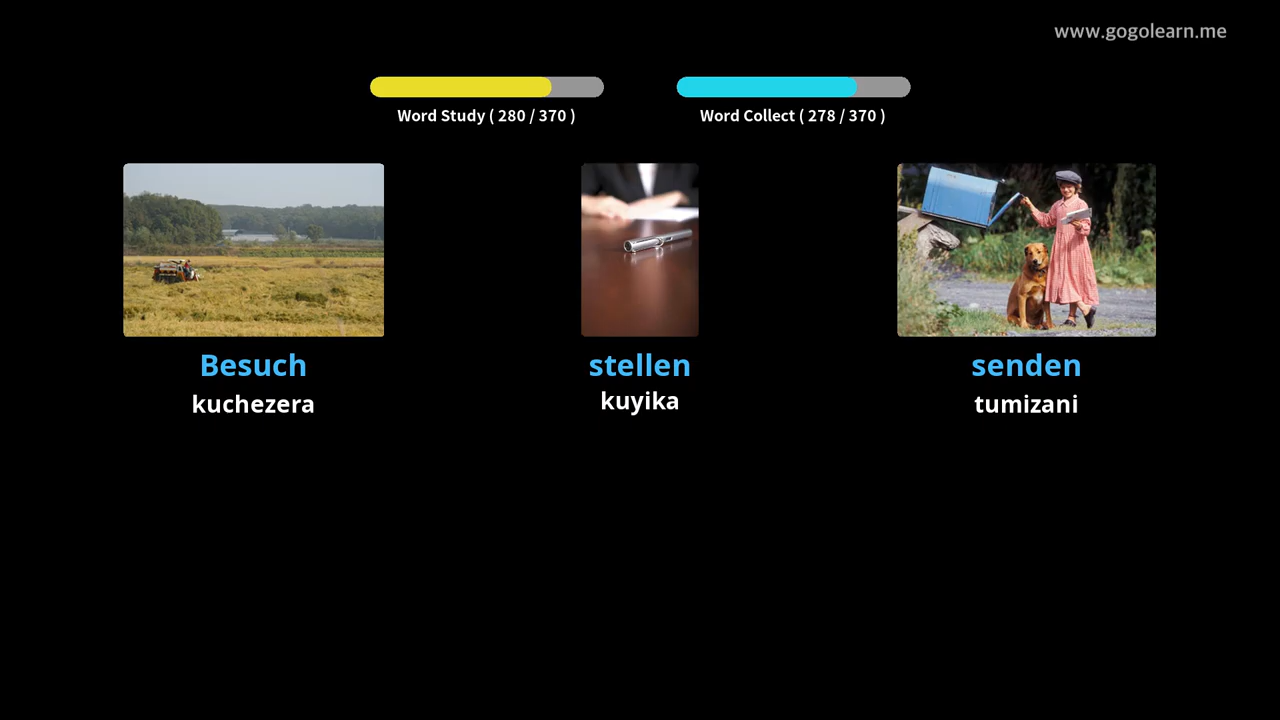 www.gogolearn.me
Word Study ( 280 / 370 )
Word Collect ( 278 / 370 )
Besuch
kuchezera
stellen
kuyika
senden
tumizani